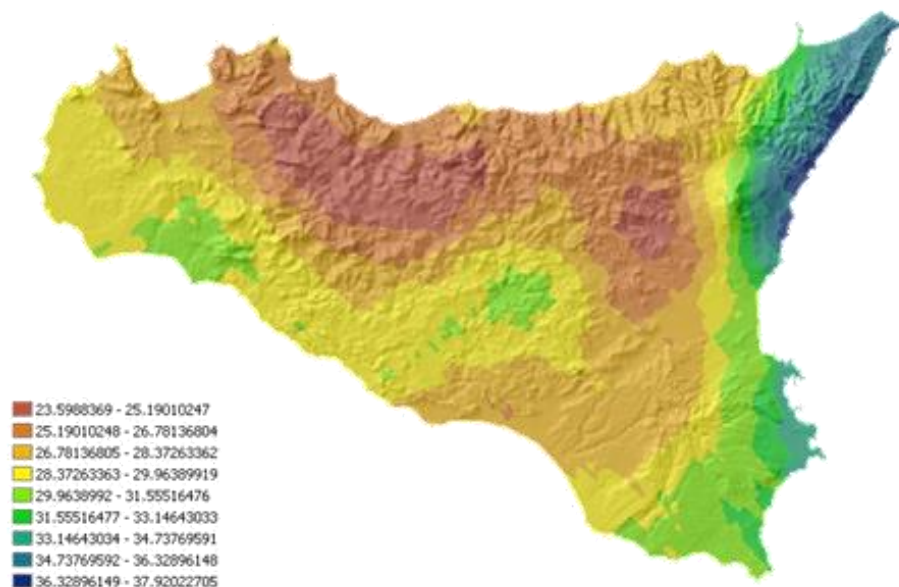 23.5988369 - 25.19010247
25.19010248 - 26.78136804
26.78136805 - 28.37263362
28.37263363 - 29.96389919
29.9638992 - 31.55516476
31.55516477 - 33.14643033
33.14643034 - 34.73769591
34.73769592 - 36.32896148
36.32896149 - 37.92022705